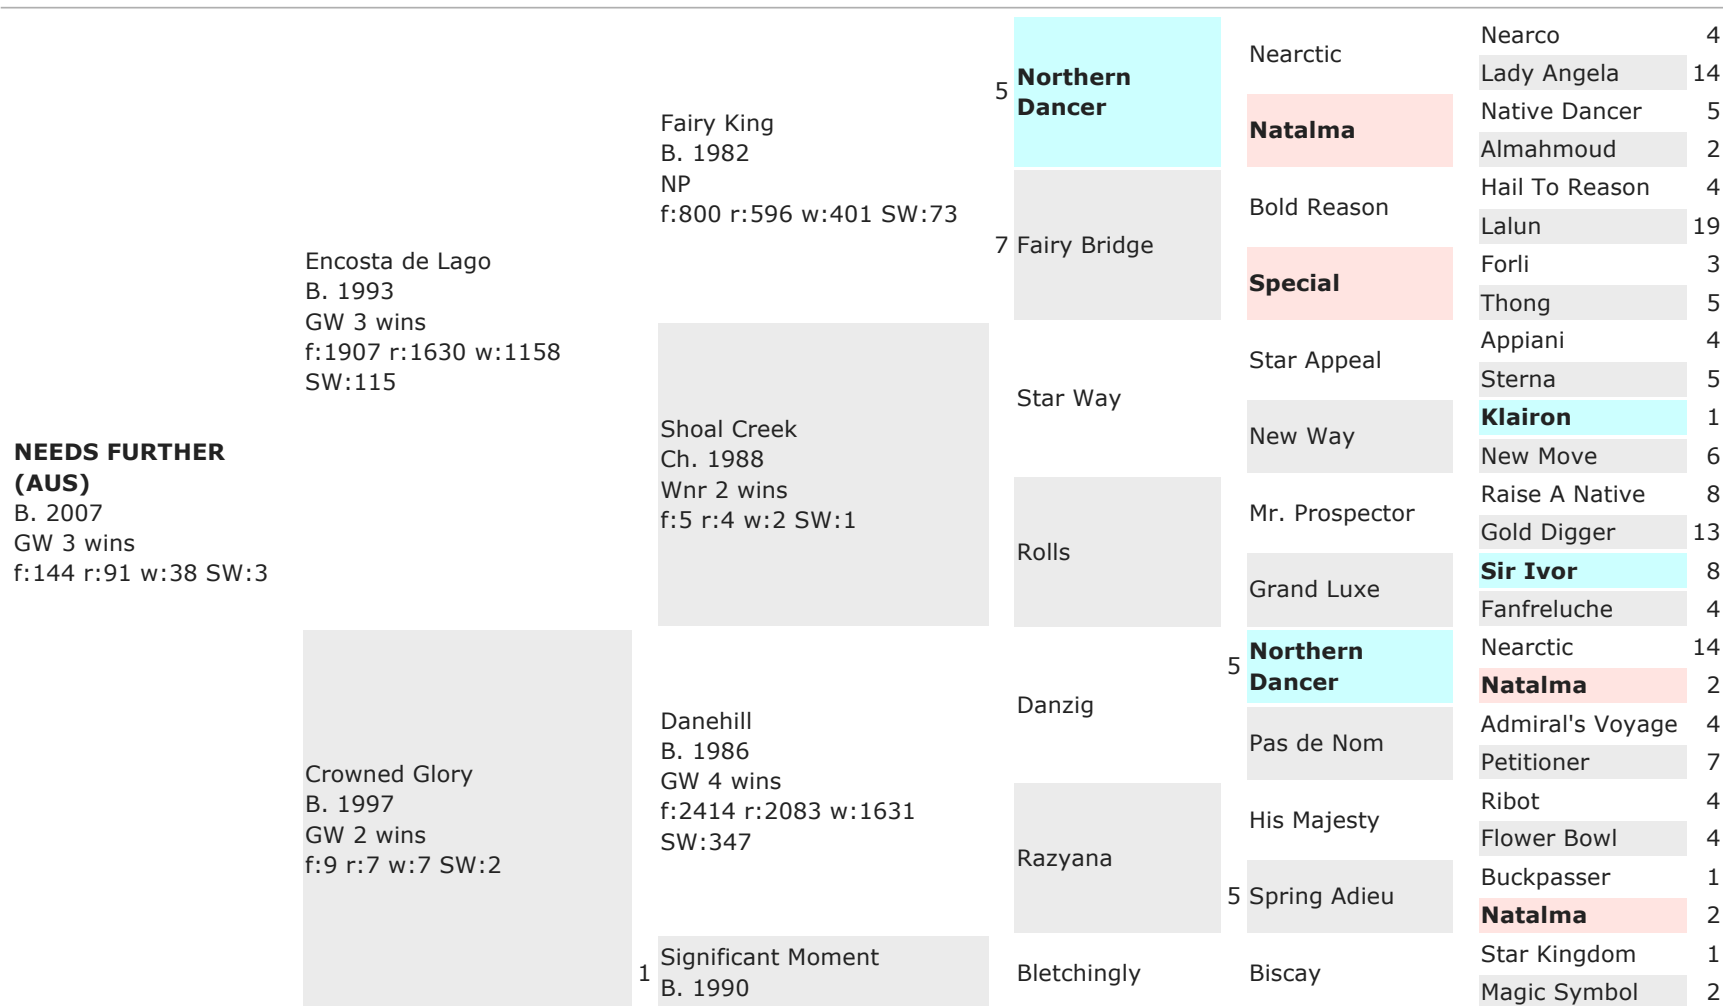 NEEDS FURTHER
(AUS)
B. 2007
GW 3 wins
f:144 r:91 w:38 SW:3
Encosta de Lago
B. 1993
GW 3 wins
f:1907 r:1630 w:1158
SW:115
Crowned Glory
B. 1997
GW 2 wins
f:9 r:7 w:7 SW:2
Fairy King
B. 1982
NP
f:800 r:596 w:401 SW:73
Shoal Creek
Ch. 1988
Wnr 2 wins
f:5 r:4 w:2 SW:1
Danehill
B. 1986
GW 4 wins
f:2414 r:2083 w:1631
SW:347
1 Significant Moment
B. 1990
5 Northern
Dancer
7 Fairy Bridge
Star Way
Rolls
Danzig
Razyana
Bletchingly
Nearctic
Natalma
Bold Reason
Special
Star Appeal
New Way
Mr. Prospector
Grand Luxe
5 Northern
Dancer
Pas de Nom
His Majesty
5 Spring Adieu
Biscay
Nearco 4
Lady Angela 14
Native Dancer 5
Almahmoud 2
Hail To Reason 4
Lalun 19
Forli 3
Thong 5
Appiani 4
Sterna 5
Klairon 1
New Move 6
Raise A Native 8
Gold Digger 13
Sir Ivor 8
Fanfreluche 4
Nearctic 14
Natalma 2
Admiral's Voyage 4
Petitioner 7
Ribot 4
Flower Bowl 4
Buckpasser 1
Natalma 2
Star Kingdom 1
Magic Symbol 2